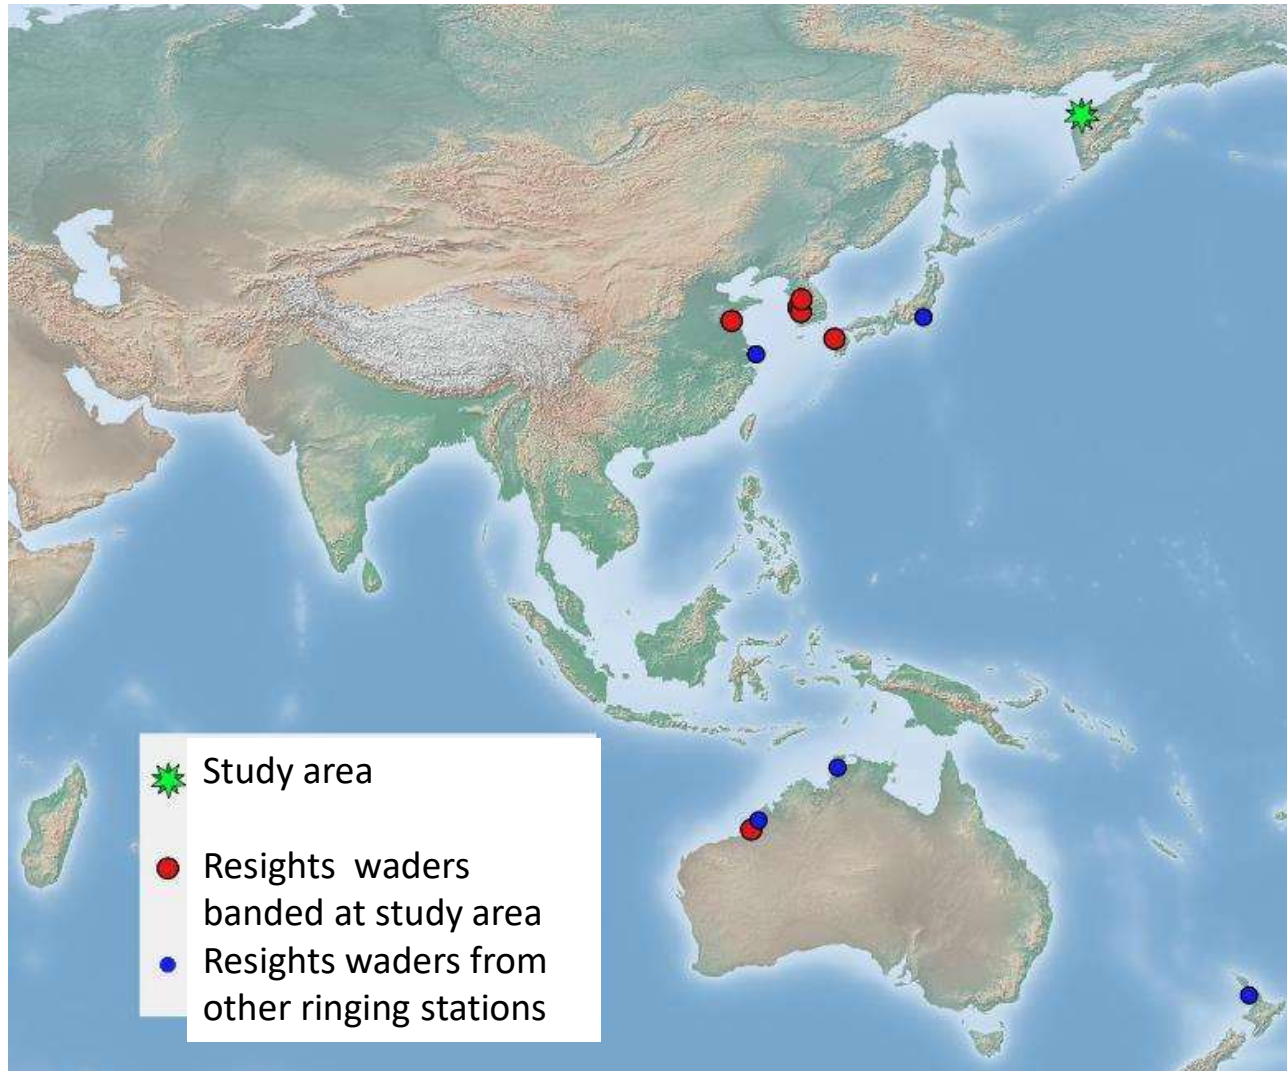 Study area
Resights  waders
banded at study area
Resights waders from
other ringing stations